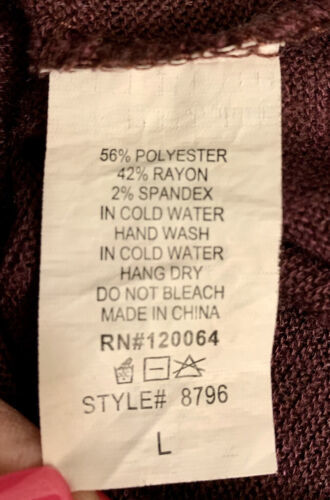 56% POLYESTER
42% RAYON
2% SPANDEX
IN COLD WATER
HAND WASH
IN COLD WATER
HANG DRY
DO NOT BLEACH
MADE IN CHINA
RN#120064
STYLE# 8796
L